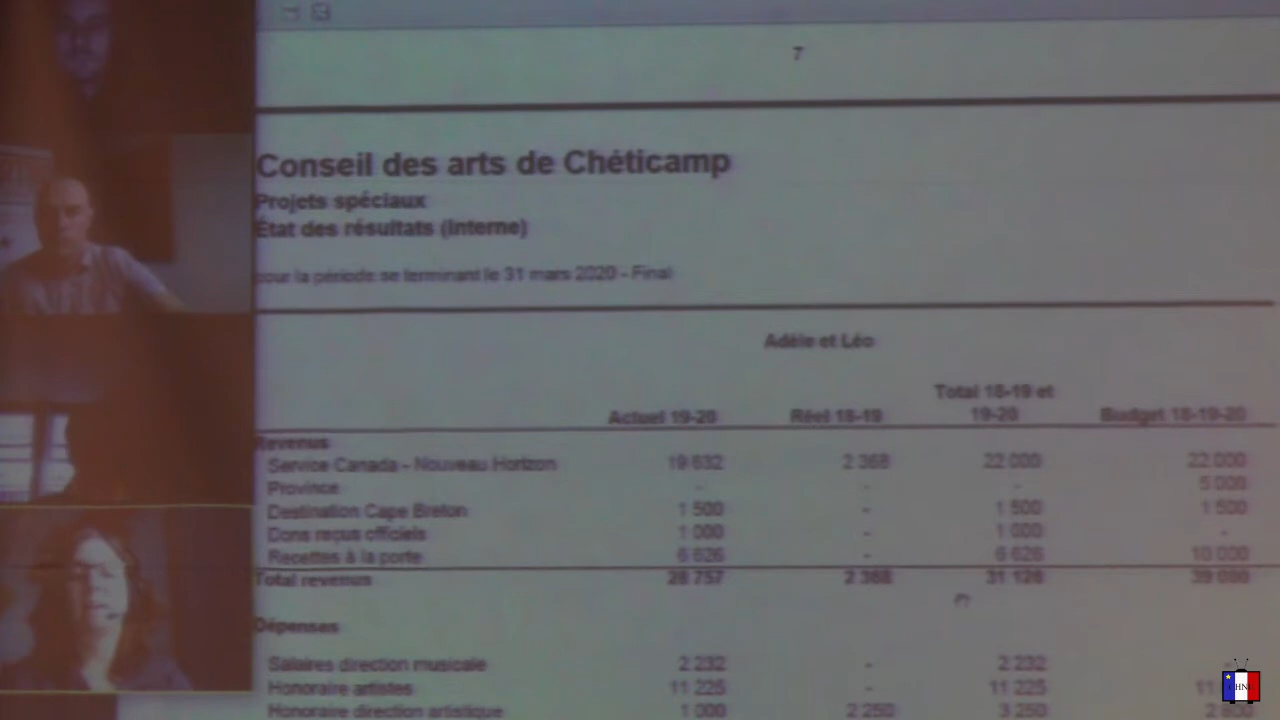 7
Conseil des arts de Chéticamp
Projets spéciaux
État des résultats (Interne)
pour la période se terminant le 31 mars 2020 - Final
Adèle et Léo
Total 18-19 et
Actuel 19-20 Réel 18-19 19-20 Budget 18-19-20
Revenus
Service Canada - Nouveau Horizon 19 632 2 368 22 000 22 000
Province - - - 5 000
Destination Cape Breton 1 500 - 1 500 1 500
Dons reçus officiels 1 000 - 1 000 -
Recettes à la porte 6 626 - 6 626 10 000
Total revenus 28 757 2 368 31 126
Dépenses
Salaires direction musicale 2 232 - 2 232
Honoraire artistes 11 225 - 11 225
Honoraire direction artistique 1 000 2 250 3 250